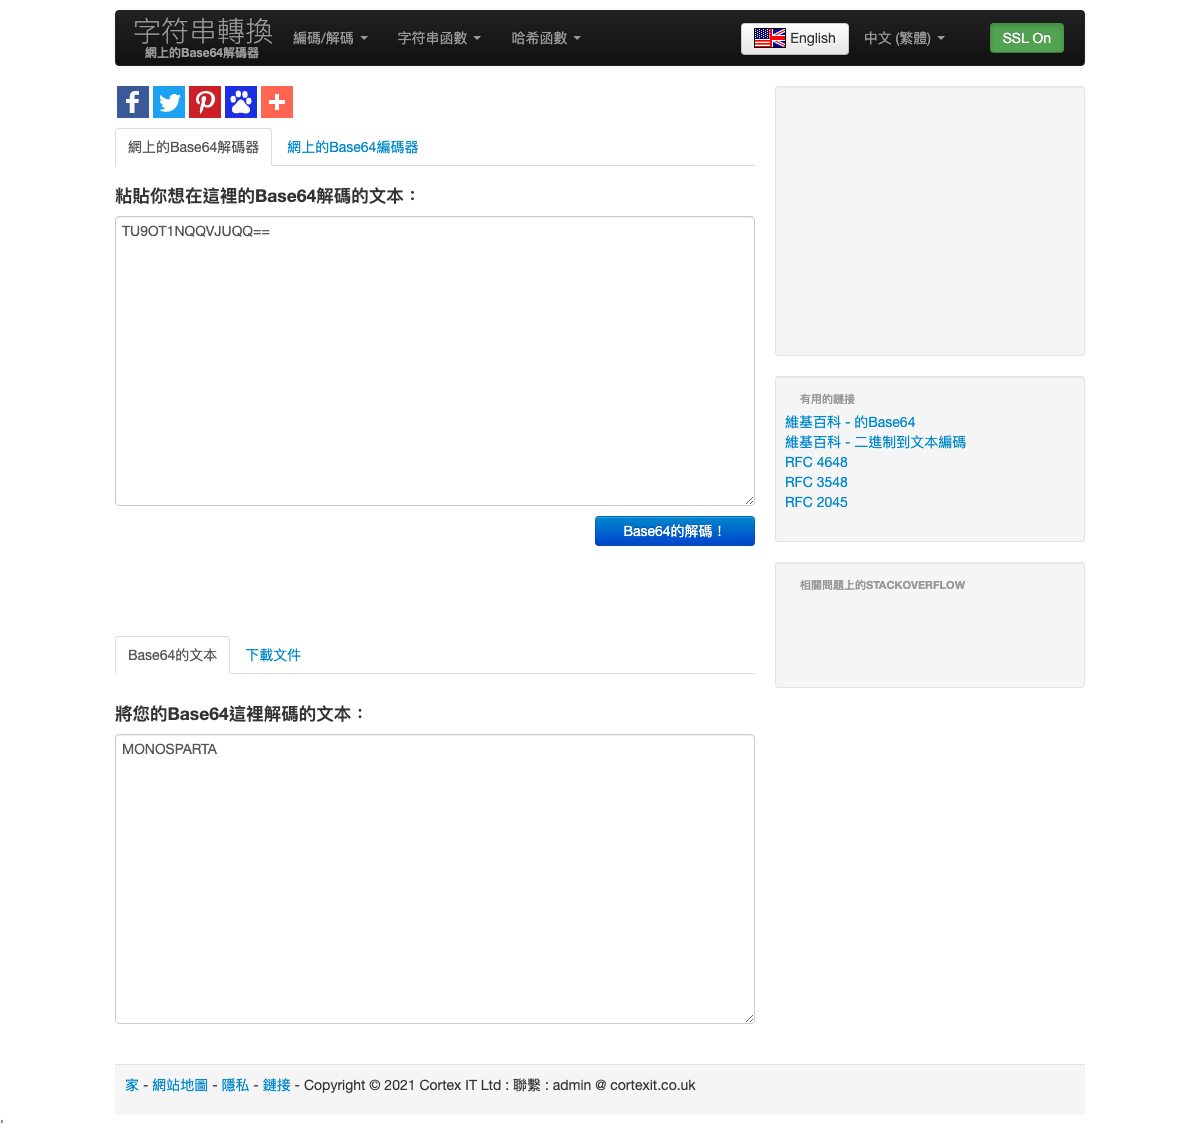 字符串轉換
網上的Base64解碼器
編碼/解碼
字符串函數
哈希函數
English
中文 (繁體)
SSL On
網上的Base64解碼器
網上的Base64編碼器
粘貼你想在這裡的Base64解碼的文本：
TU9OT1NQQVJUQQ==
Base64的解碼！
Base64的文本
下載文件
將您的Base64這裡解碼的文本：
MONOSPARTA
有用的鏈接
維基百科 - 的Base64
維基百科 - 二進制到文本編碼
RFC 4648
RFC 3548
RFC 2045
相關問題上的STACKOVERFLOW
家 - 網站地圖 - 隱私 - 鏈接 - Copyright © 2021 Cortex IT Ltd : 聯繫 : admin @ cortexit.co.uk
'